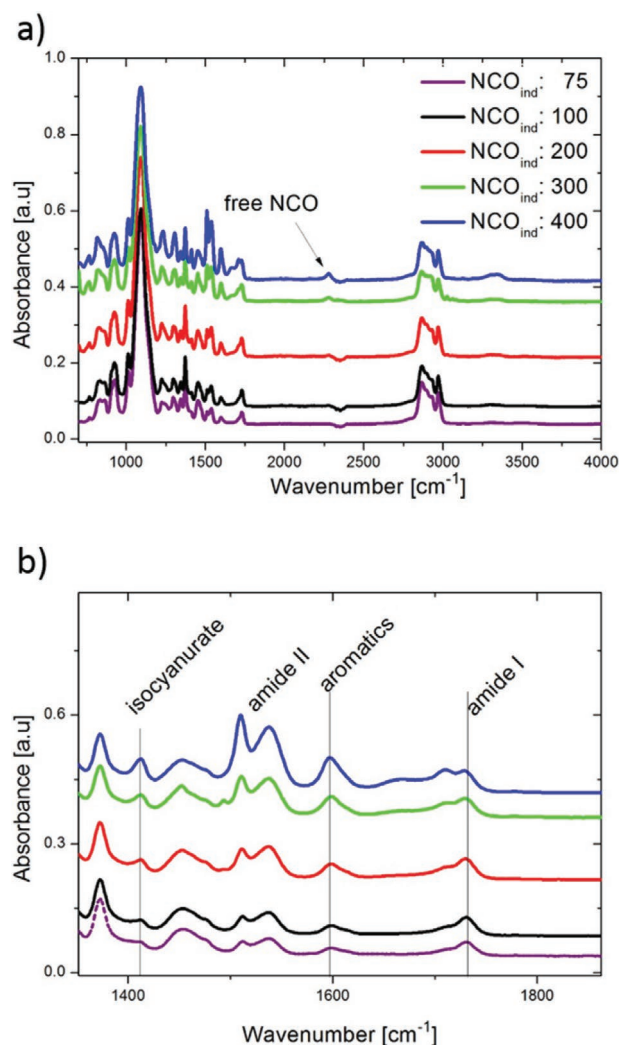 a)
1.0
0.8
0.6
0.4
0.2
0.0
Absorbance [a.u]
NCOind: 75
NCOind: 100
NCOind: 200
NCOind: 300
NCOind: 400
free NCO
1000 1500 2000 2500 3000 3500 4000
Wavenumber [cm-1]
b)
0.6
0.3
0.0
Absorbance [a.u]
isocyanurate
amide II
aromatics
amide I
1400 1600 1800
Wavenumber [cm-1]